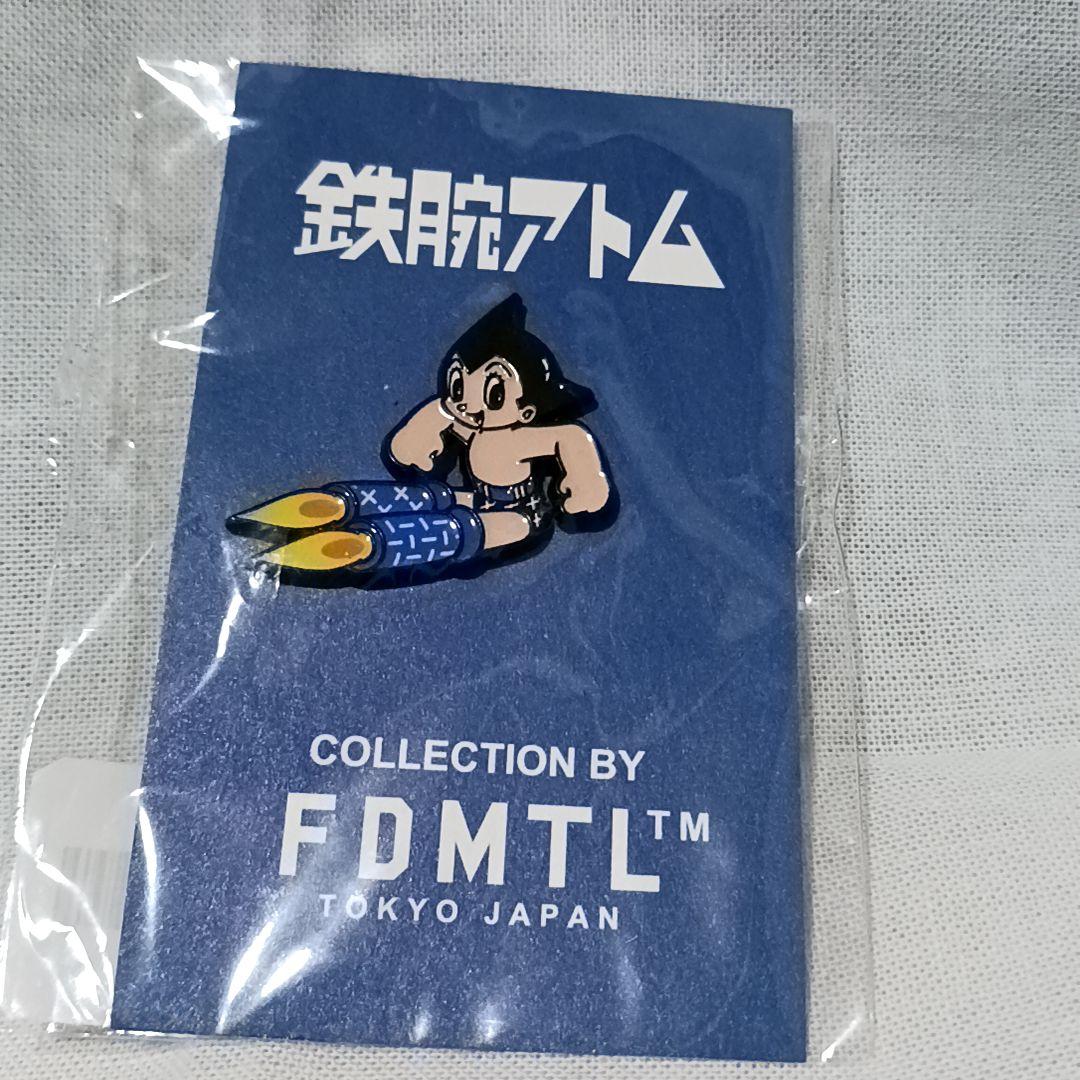 鉄腕アトム
COLLECTION BY
FDMTL™
TOKYO JAPAN